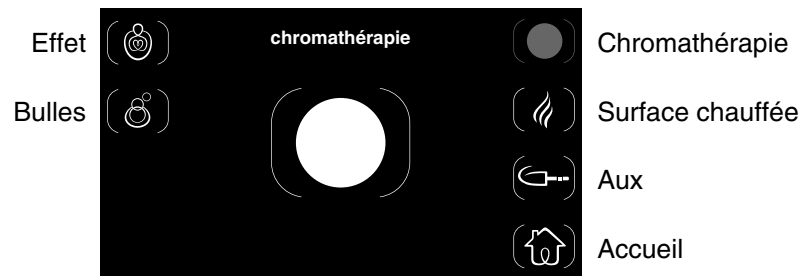 Effet
chromathérapie
Chromathérapie
Bulles
Surface chauffée
Aux
Accueil